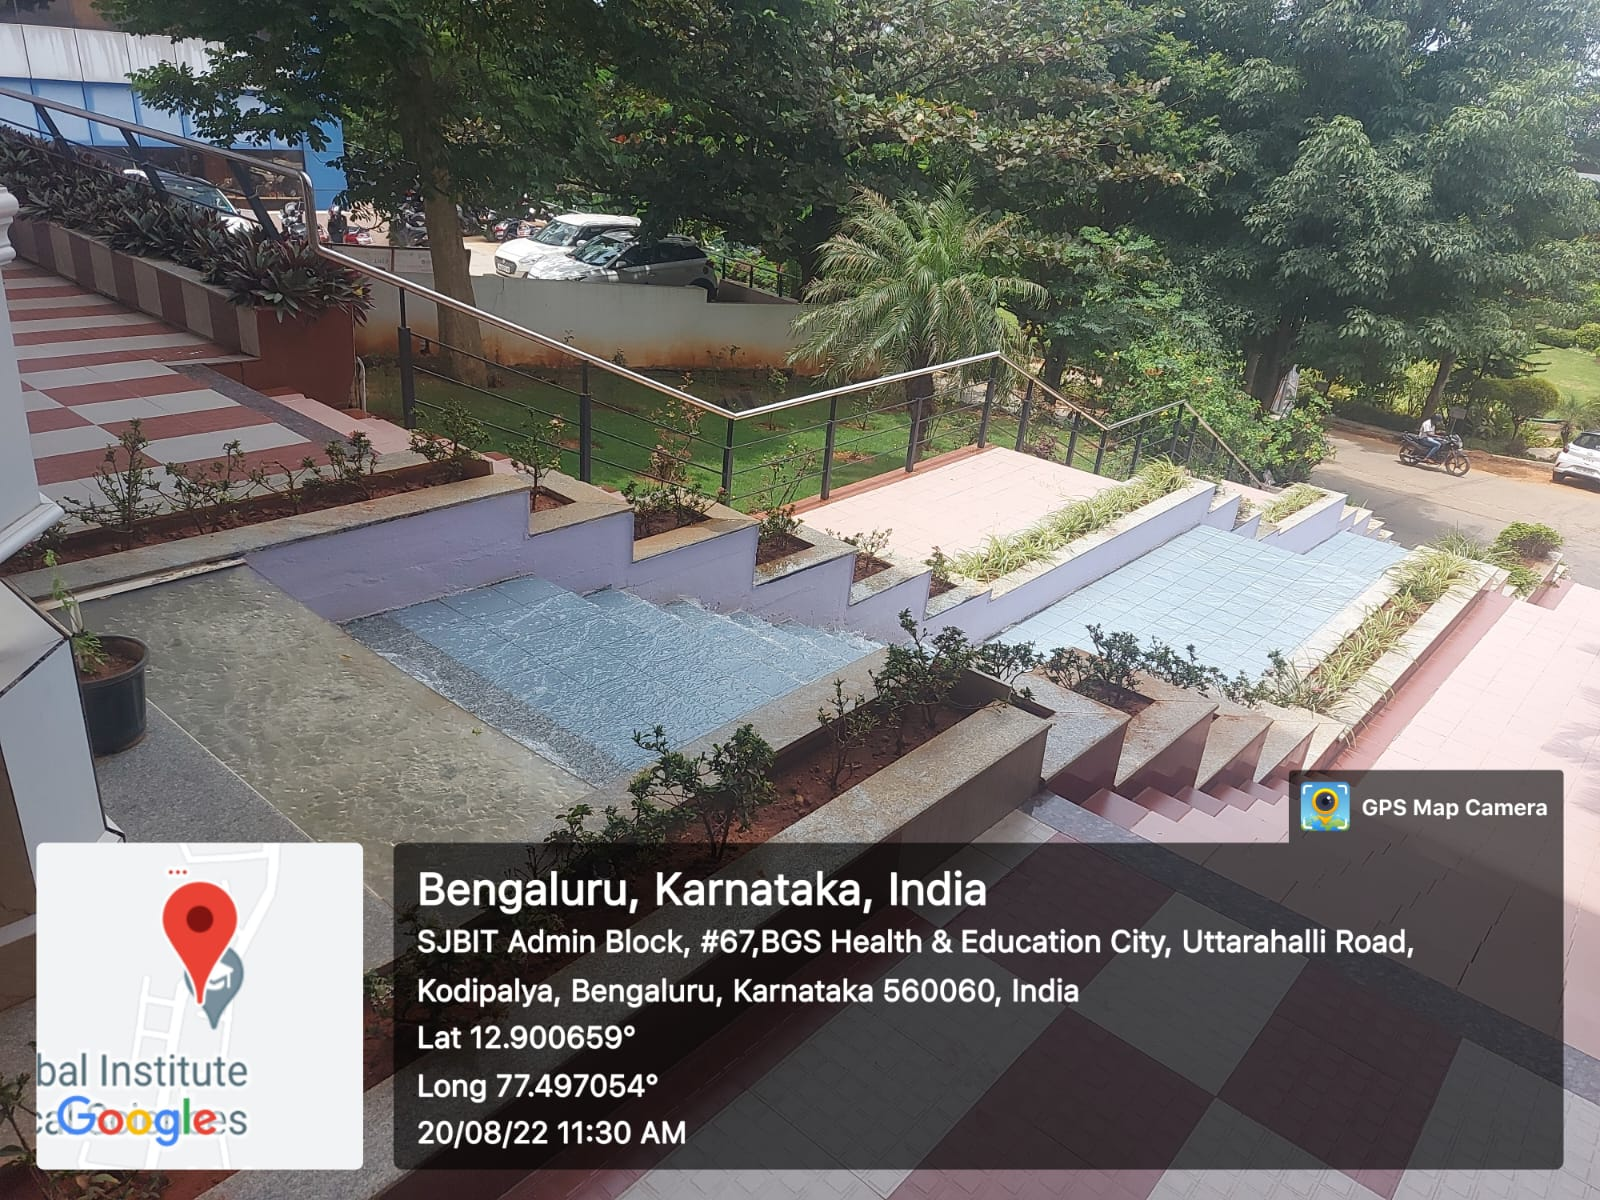 GPS Map Camera
Bengaluru, Karnataka, India
SJBIT Admin Block, #67,BGS Health & Education City, Uttarahalli Road,
Kodipalya, Bengaluru, Karnataka 560060, India
Lat 12.900659°
Long 77.497054°
20/08/22 11:30 AM
bal Institute
Google